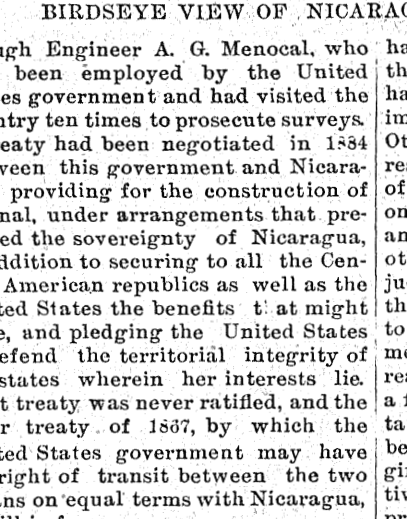 BIRDSEYE VIEW OF NICARAG
ugh Engineer A. G. Menocal, who
been employed by the United
es government and had visited the
ntry ten times to prosecute surveys.
eaty had been negotiated in 1884
ween this government and Nicara-
providing for the construction of
nal, under arrangements that pre-
ed the sovereignty of Nicaragua,
ddition to securing to all the Cen-
American republics as well as the
ted States the benefits t at might
e, and pledging the United States
efend the territorial integrity of
states wherein her interests lie.
t treaty was never ratified, and the
r treaty of 1867, by which the
ted States government may have
right of transit between the two
ns on equal terms with Nicaragua,
ha
th
ha
im
Ot
re
of
on
an
ot
ju
th
to
me
rea
a f
ta
be
gi
tiv